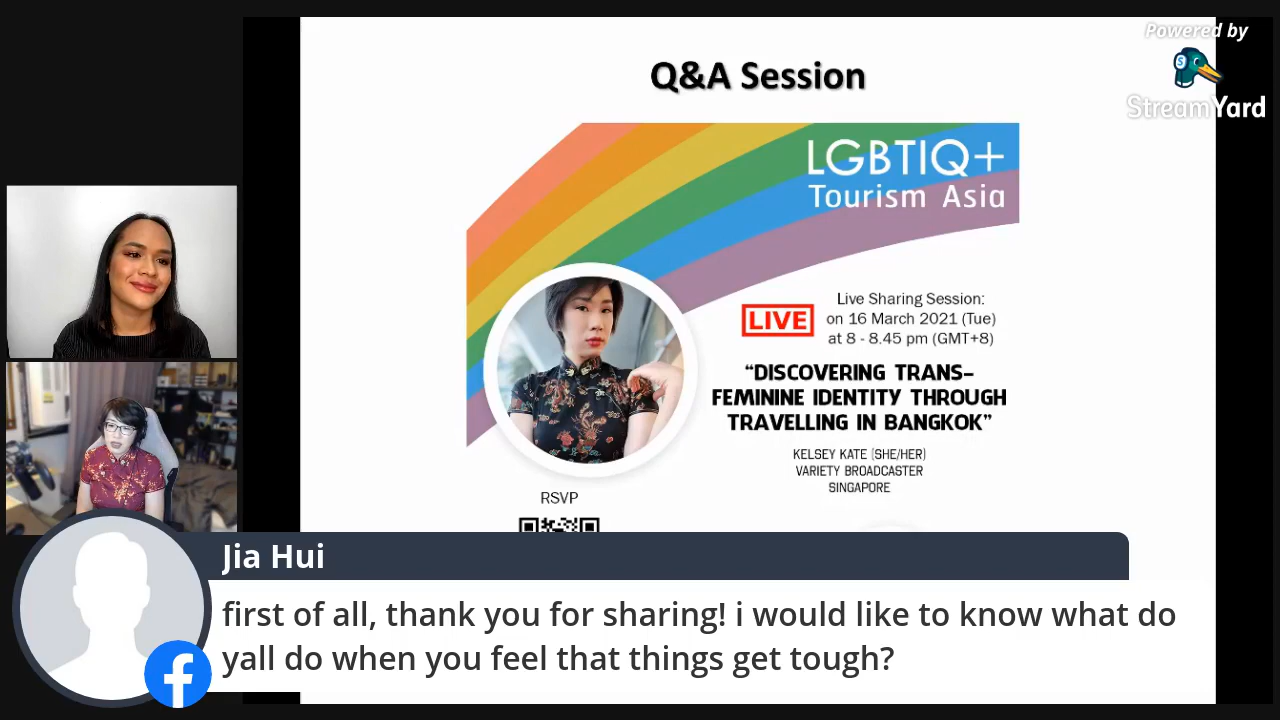 Powered by
StreamYard
Q&A Session
LGBTIQ+
Tourism Asia
LIVE
Live Sharing Session:
on 16 March 2021 (Tue)
at 8 - 8.45 pm (GMT+8)
“DISCOVERING TRANS-
FEMININE IDENTITY THROUGH
TRAVELLING IN BANGKOK”
KELSEY KATE (SHE/HER)
VARIETY BROADCASTER
SINGAPORE
RSVP
Jia Hui
first of all, thank you for sharing! i would like to know what do
yall do when you feel that things get tough?